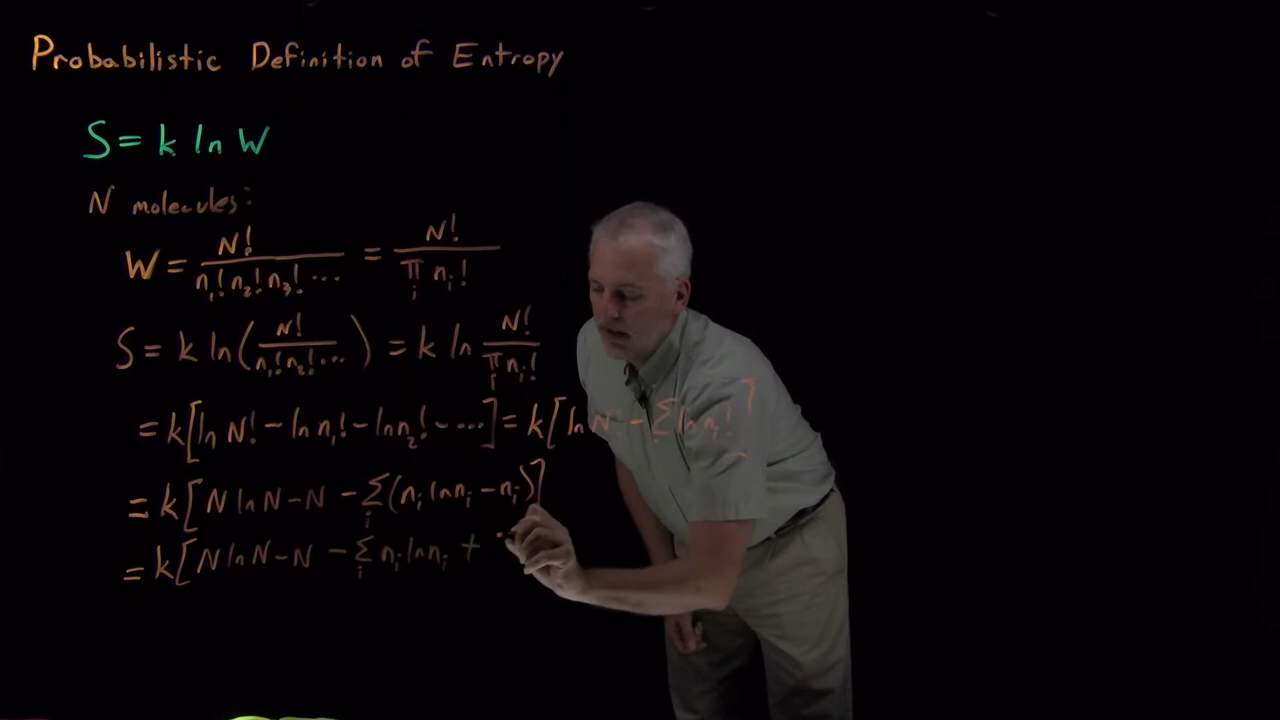 Probabilistic Definition of Entropy
S = k ln W
N molecules:
W = N! / n₁! n₂! n₃! ... = N! / ∏ᵢ nᵢ!
S = k ln( N! / n₁! n₂! ... ) = k ln N! / ∏ᵢ nᵢ!
= k[ln N! - ln n₁! - ln n₂! - ...] = k[ln N! - Σᵢ ln nᵢ!]
= k[N ln N - N - Σᵢ (nᵢ ln nᵢ - nᵢ)]
= k[N ln N - N - Σᵢ nᵢ ln nᵢ +